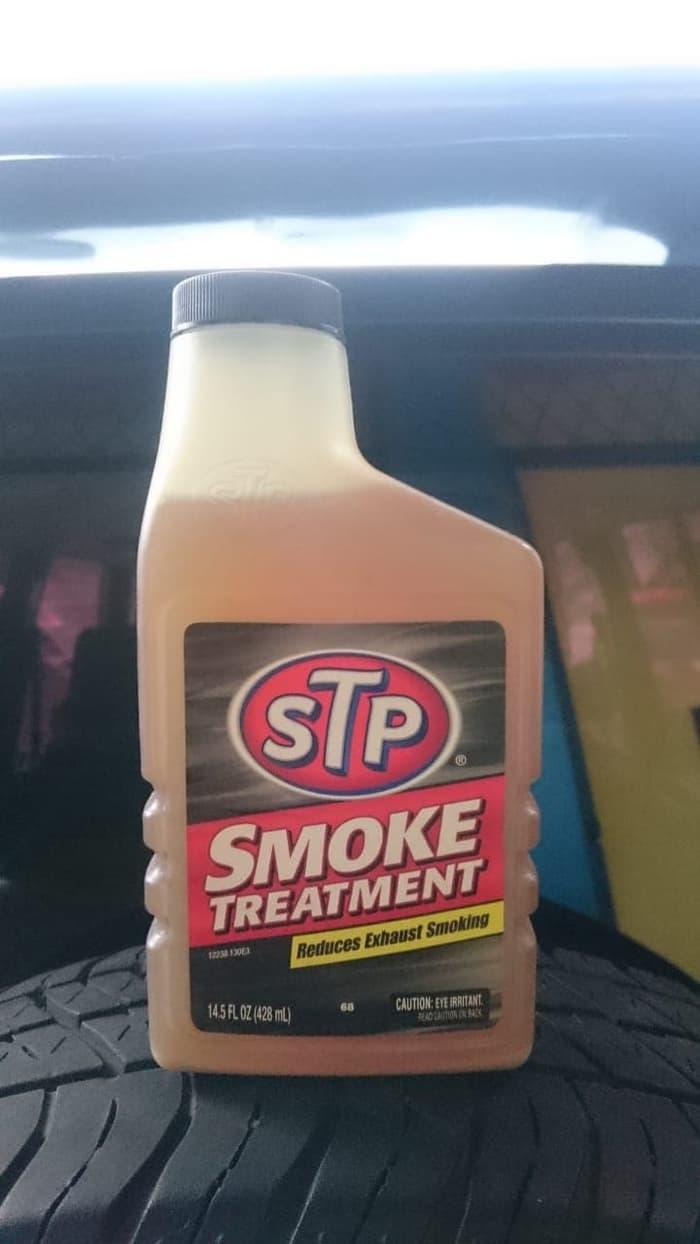 STP
STP
®
SMOKE
TREATMENT
Reduces Exhaust Smoking
12238.130E3
14.5 FL OZ (428 mL)
68
CAUTION: EYE IRRITANT.
READ CAUTION ON BACK.